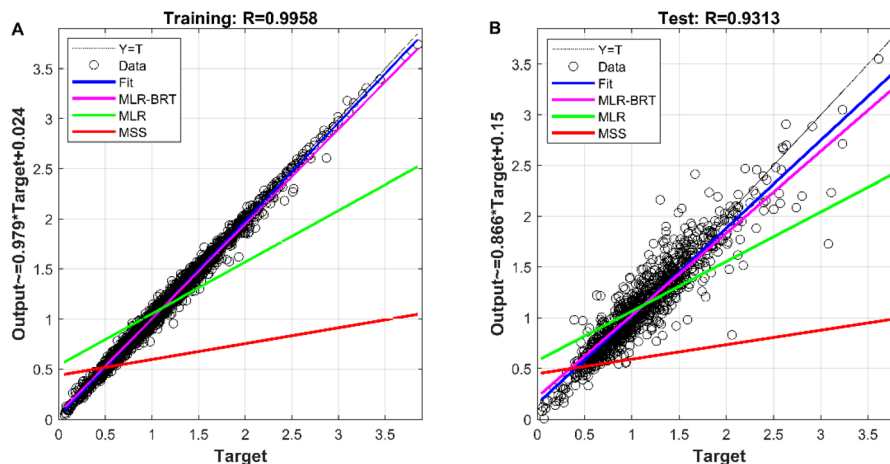 A
Training: R=0.9958
Output~=0.979*Target+0.024
3.5
3
2.5
2
1.5
1
0.5
0
0
0.5
1
1.5
2
2.5
3
3.5
Target
Y=T
Data
Fit
MLR-BRT
MLR
MSS
B
Test: R=0.9313
Output~=0.866*Target+0.15
3.5
3
2.5
2
1.5
1
0.5
0
0
0.5
1
1.5
2
2.5
3
3.5
Target
Y=T
Data
Fit
MLR-BRT
MLR
MSS